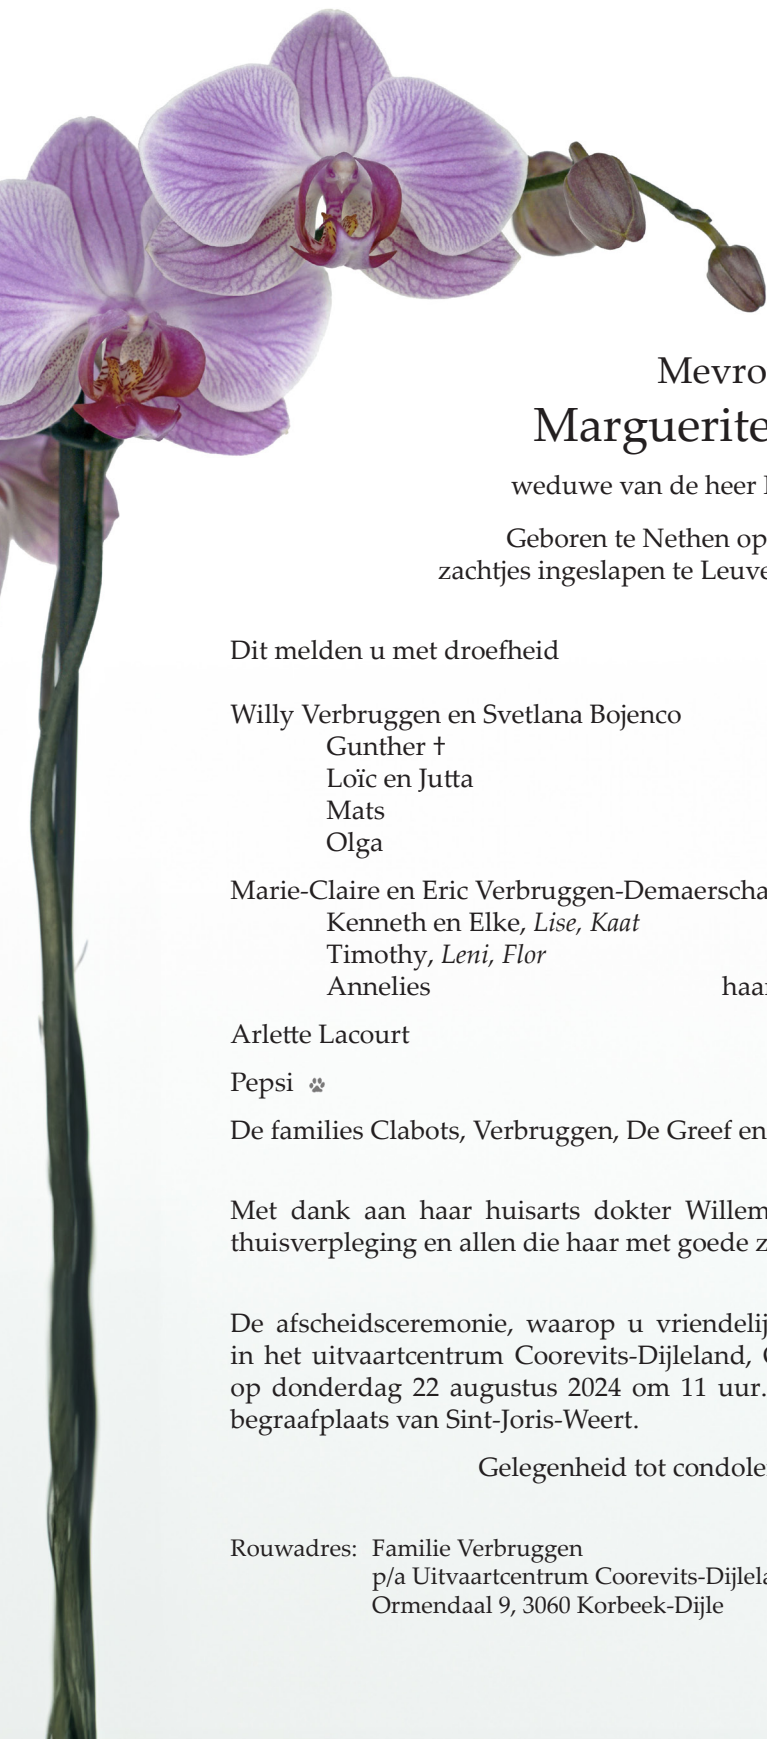 Mevro
Marguerite
weduwe van de heer
Geboren te Nethen op
zachtjes ingeslapen te Leuve
Dit melden u met droefheid
Willy Verbruggen en Svetlana Bojenco
Gunther †
Loïc en Jutta
Mats
Olga
Marie-Claire en Eric Verbruggen-Demaerscha
Kenneth en Elke, Lise, Kaat
Timothy, Leni, Flor
Annelies haar
Arlette Lacourt
Pepsi
De families Clabots, Verbruggen, De Greef en
Met dank aan haar huisarts dokter Willem
thuisverpleging en allen die haar met goede z
De afscheidsceremonie, waarop u vriendelij
in het uitvaartcentrum Coorevits-Dijleland,
op donderdag 22 augustus 2024 om 11 uur.
begraafplaats van Sint-Joris-Weert.
Gelegenheid tot condole
Rouwadres: Familie Verbruggen
p/a Uitvaartcentrum Coorevits-Dijlela
Ormendaal 9, 3060 Korbeek-Dijle